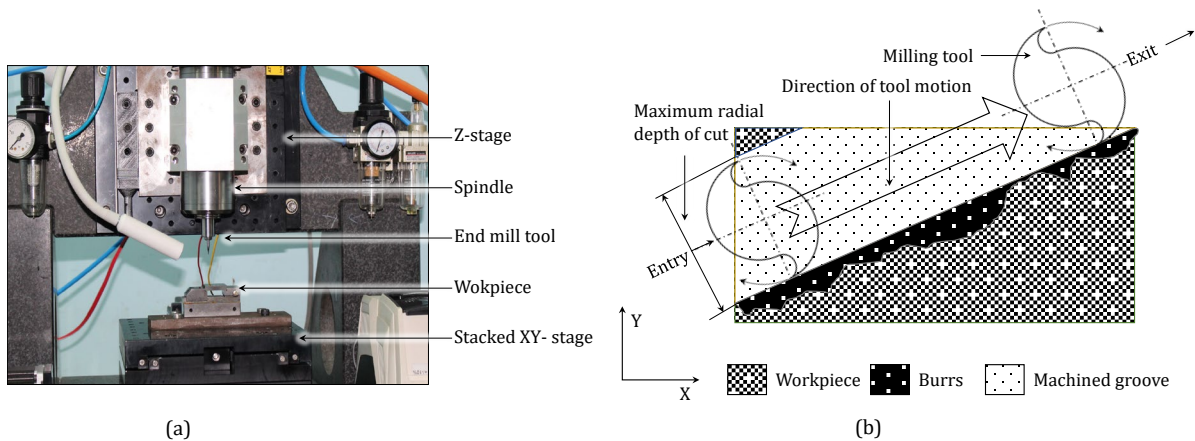 Z-stage
Spindle
End mill tool
Wokpiece
Stacked XY- stage
(a)
Milling tool
Exit
Direction of tool motion
Maximum radial
depth of cut
Entry
Y
X
Workpiece
Burrs
Machined groove
(b)